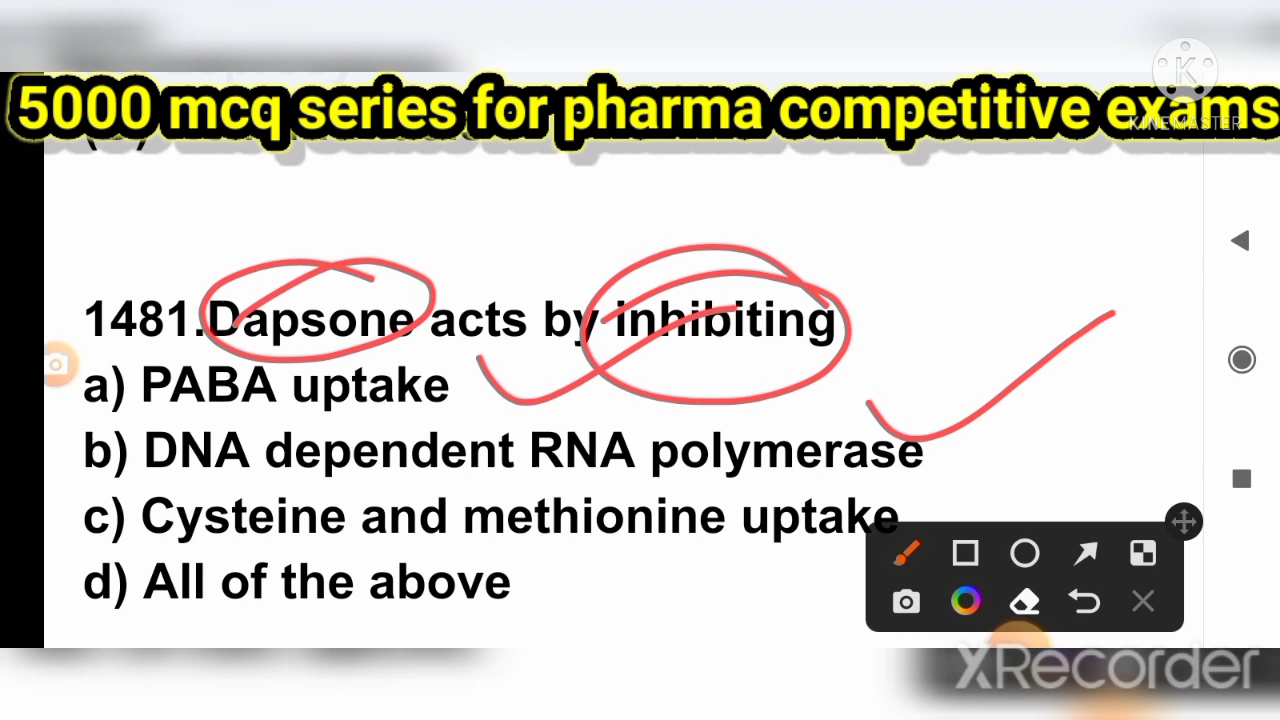 5000 mcq series for pharma competitive exams
K
KINEMASTER
1481.Dapsone acts by inhibiting
a) PABA uptake
b) DNA dependent RNA polymerase
c) Cysteine and methionine uptake
d) All of the above
XRecorder